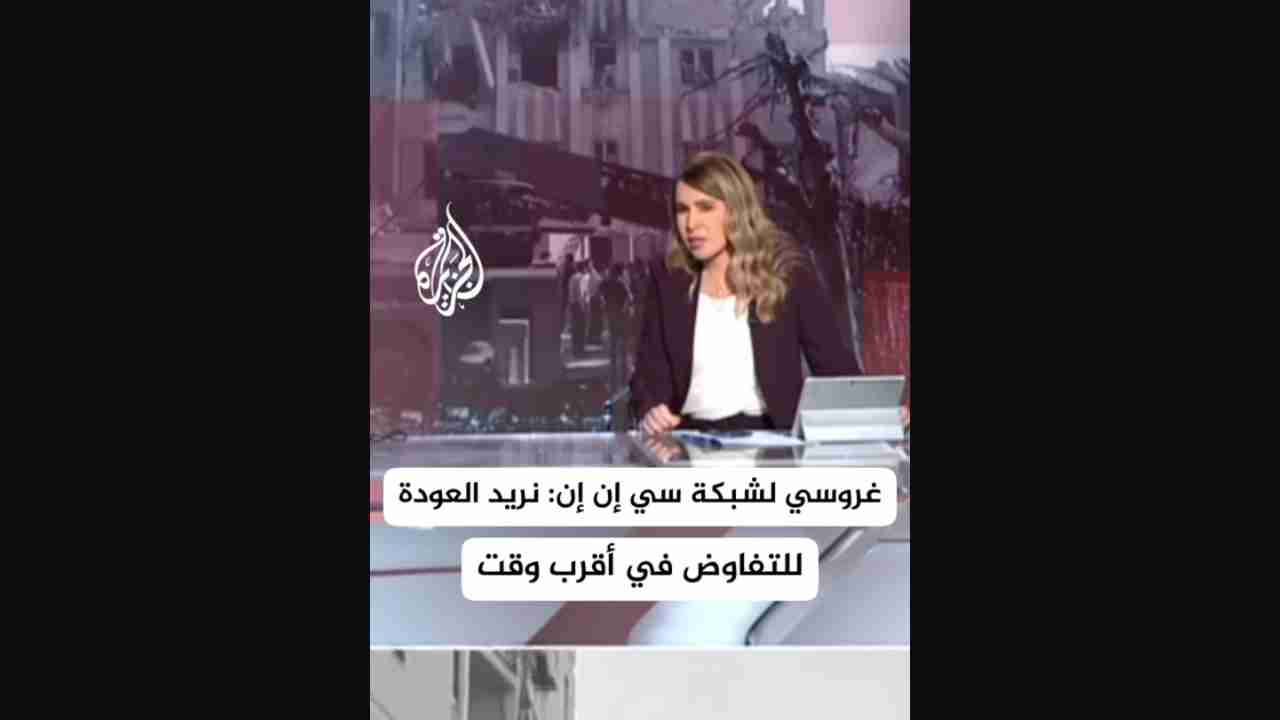 الجزيرة
غروسي لشبكة سي إن إن: نريد العودة
للتفاوض في أقرب وقت